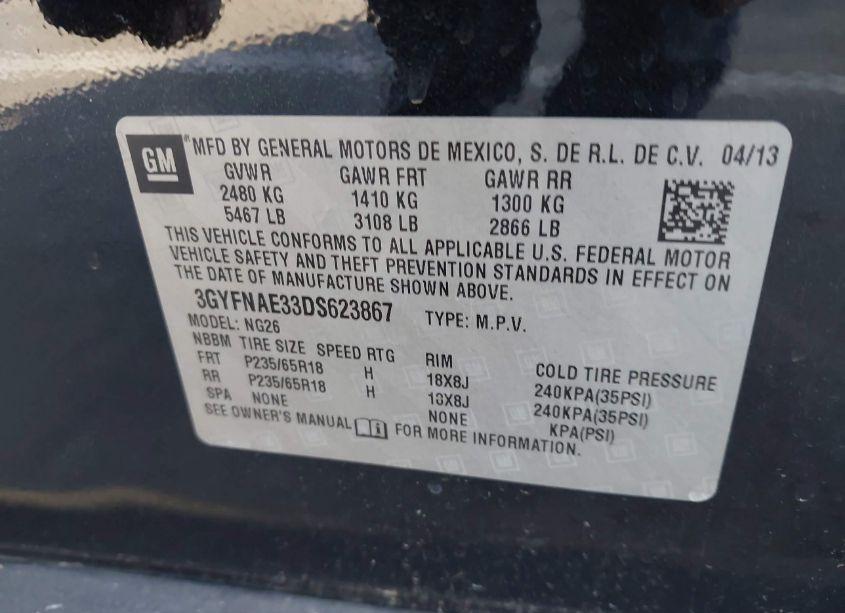 GM
MFD BY GENERAL MOTORS DE MEXICO, S. DE R.L. DE C.V. 04/13
GVWR GAWR FRT GAWR RR
2480 KG 1410 KG 1300 KG
5467 LB 3108 LB 2866 LB
THIS VEHICLE CONFORMS TO ALL APPLICABLE U.S. FEDERAL MOTOR
VEHICLE SAFETY AND THEFT PREVENTION STANDARDS IN EFFECT ON
THE DATE OF MANUFACTURE SHOWN ABOVE.
3GYFNAE33DS623867 TYPE: M.P.V.
MODEL: NG26
NBBM TIRE SIZE SPEED RTG RIM COLD TIRE PRESSURE
FRT P235/65R18 H 18X8J 240KPA(35PSI)
RR P235/65R18 H 18X8J 240KPA(35PSI)
SPA NONE NONE KPA(PSI)
SEE OWNER'S MANUAL FOR MORE INFORMATION.